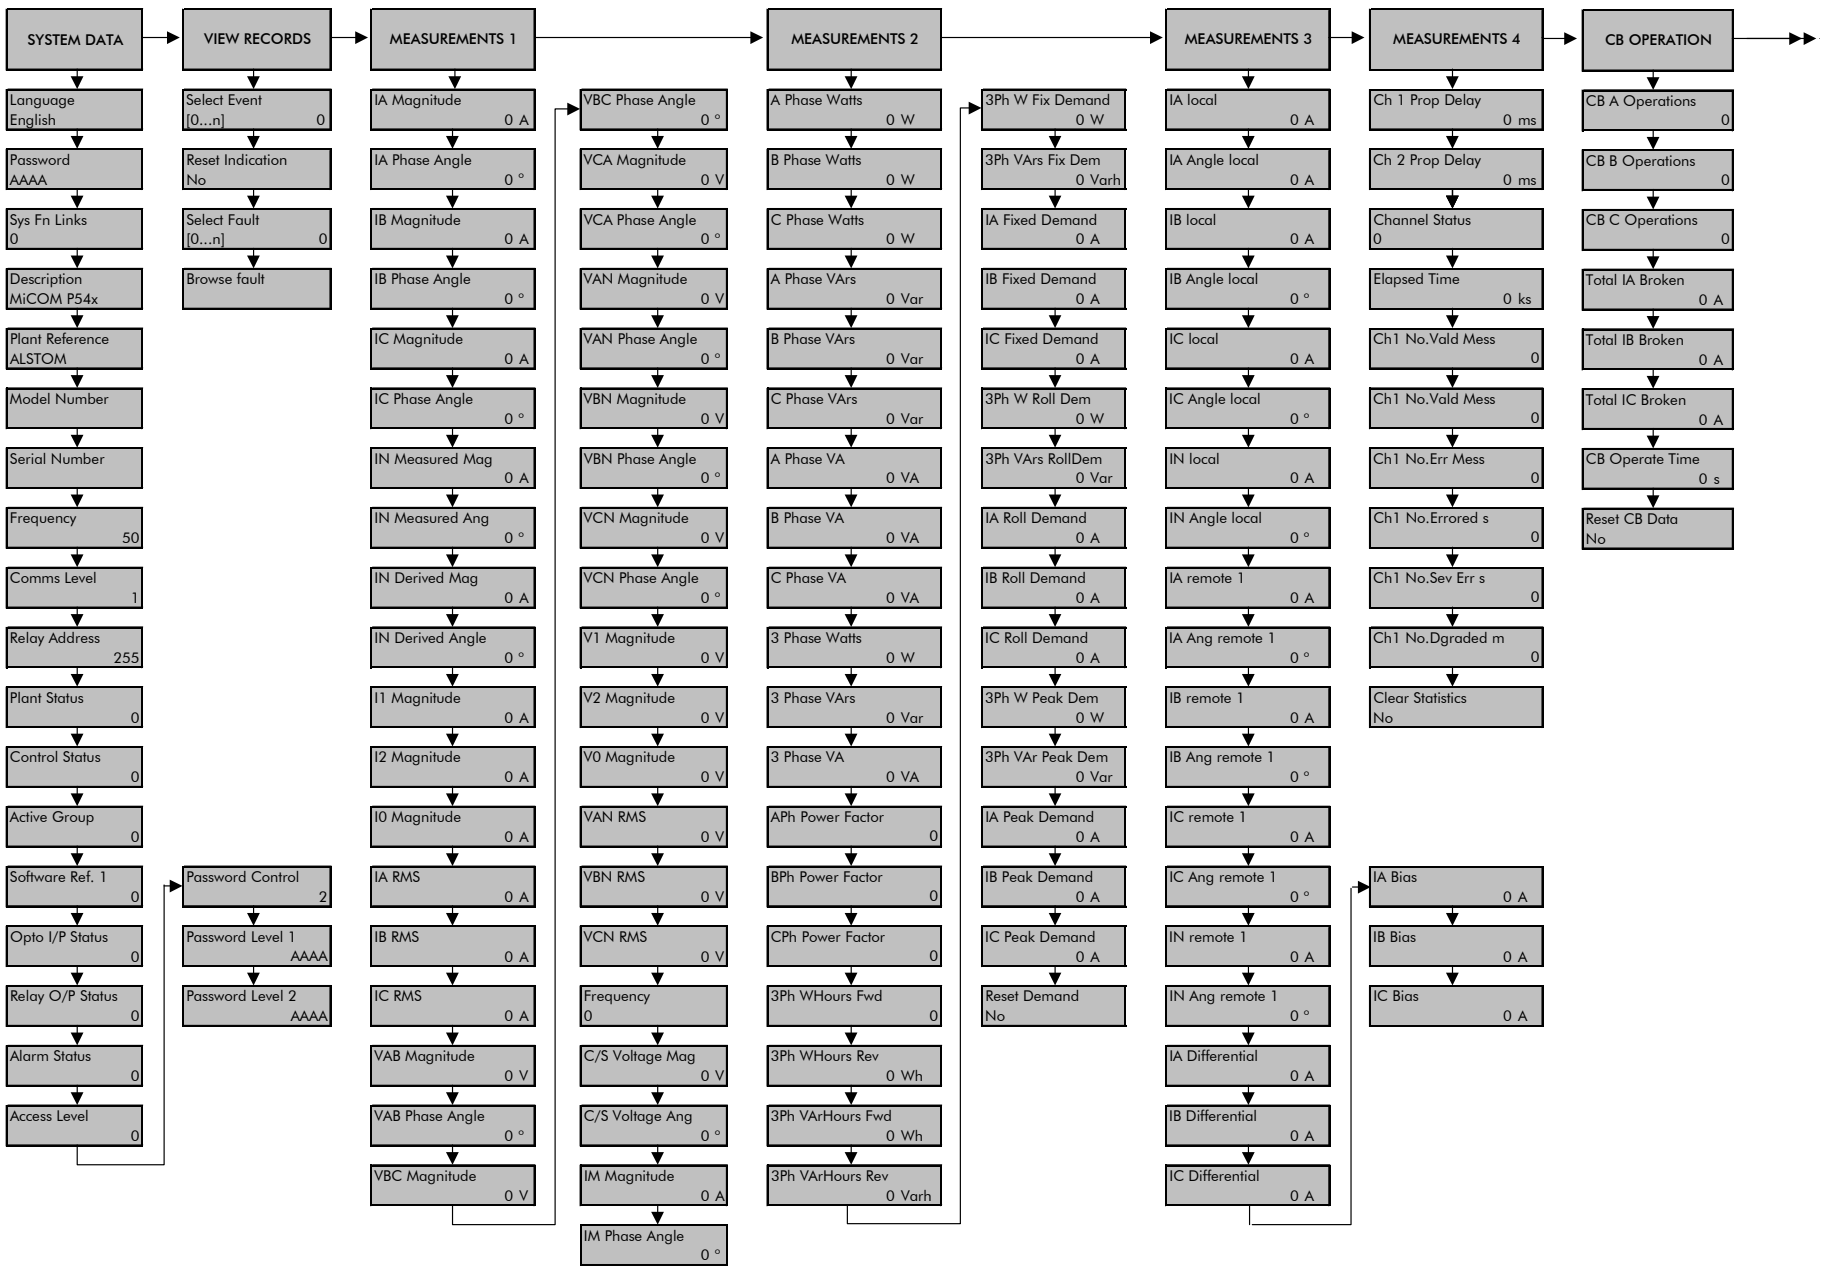 SYSTEM DATA
Language
English
Password
AAAA
Sys Fn Links
0
Description
MiCOM P54x
Plant Reference
ALSTOM
Model Number
Serial Number
Frequency
50
Comms Level
1
Relay Address
255
Plant Status
0
Control Status
0
Active Group
0
Software Ref. 1
0
Opto I/P Status
0
Relay O/P Status
0
Alarm Status
0
Access Level
0
VIEW RECORDS
Select Event
[0...n] 0
Reset Indication
No
Select Fault
[0...n] 0
Browse fault
Password Control
2
Password Level 1
AAAA
Password Level 2
AAAA
MEASUREMENTS 1
IA Magnitude
0 A
IA Phase Angle
0 °
IB Magnitude
0 A
IB Phase Angle
0 °
IC Magnitude
0 A
IC Phase Angle
0 °
IN Measured Mag
0 A
IN Measured Ang
0 °
IN Derived Mag
0 A
IN Derived Angle
0 °
I1 Magnitude
0 A
I2 Magnitude
0 A
I0 Magnitude
0 A
IA RMS
0 A
IB RMS
0 A
IC RMS
0 A
VAB Magnitude
0 V
VAB Phase Angle
0 °
VBC Magnitude
0 V
VBC Phase Angle
0 °
VCA Magnitude
0 V
VCA Phase Angle
0 °
VAN Magnitude
0 V
VAN Phase Angle
0 °
VBN Magnitude
0 V
VBN Phase Angle
0 °
VCN Magnitude
0 V
VCN Phase Angle
0 °
V1 Magnitude
0 V
V2 Magnitude
0 V
V0 Magnitude
0 V
VAN RMS
0 V
VBN RMS
0 V
VCN RMS
0 V
Frequency
0
C/S Voltage Mag
0 V
C/S Voltage Ang
0 °
IM Magnitude
0 A
IM Phase Angle
0 °
MEASUREMENTS 2
A Phase Watts
0 W
B Phase Watts
0 W
C Phase Watts
0 W
A Phase VArs
0 Var
B Phase VArs
0 Var
C Phase VArs
0 Var
A Phase VA
0 VA
B Phase VA
0 VA
C Phase VA
0 VA
3 Phase Watts
0 W
3 Phase VArs
0 Var
3 Phase VA
0 VA
APh Power Factor
0
BPh Power Factor
0
CPh Power Factor
0
3Ph WHours Fwd
0
3Ph WHours Rev
0 Wh
3Ph VArHours Fwd
0 Wh
3Ph VArHours Rev
0 Varh
3Ph W Fix Demand
0 W
3Ph VArs Fix Dem
0 Varh
IA Fixed Demand
0 A
IB Fixed Demand
0 A
IC Fixed Demand
0 A
3Ph W Roll Dem
0 W
3Ph VArs RollDem
0 Var
IA Roll Demand
0 A
IB Roll Demand
0 A
IC Roll Demand
0 A
3Ph W Peak Dem
0 W
3Ph VAr Peak Dem
0 Var
IA Peak Demand
0 A
IB Peak Demand
0 A
IC Peak Demand
0 A
Reset Demand
No
MEASUREMENTS 3
IA local
0 A
IA Angle local
0 A
IB local
0 A
IB Angle local
0 °
IC local
0 A
IC Angle local
0 °
IN local
0 A
IN Angle local
0 °
IA remote 1
0 A
IA Ang remote 1
0 °
IB remote 1
0 A
IB Ang remote 1
0 °
IC remote 1
0 A
IC Ang remote 1
0 °
IN remote 1
0 A
IN Ang remote 1
0 °
IA Differential
0 A
IB Differential
0 A
IC Differential
0 A
MEASUREMENTS 4
Ch 1 Prop Delay
0 ms
Ch 2 Prop Delay
0 ms
Channel Status
0
Elapsed Time
0 ks
Ch1 No.Vald Mess
0
Ch1 No.Vald Mess
0
Ch1 No.Err Mess
0
Ch1 No.Errored s
0
Ch1 No.Sev Err s
0
Ch1 No.Dgraded m
0
Clear Statistics
No
IA Bias
0 A
IB Bias
0 A
IC Bias
0 A
CB OPERATION
CB A Operations
0
CB B Operations
0
CB C Operations
0
Total IA Broken
0 A
Total IB Broken
0 A
Total IC Broken
0 A
CB Operate Time
0 s
Reset CB Data
No